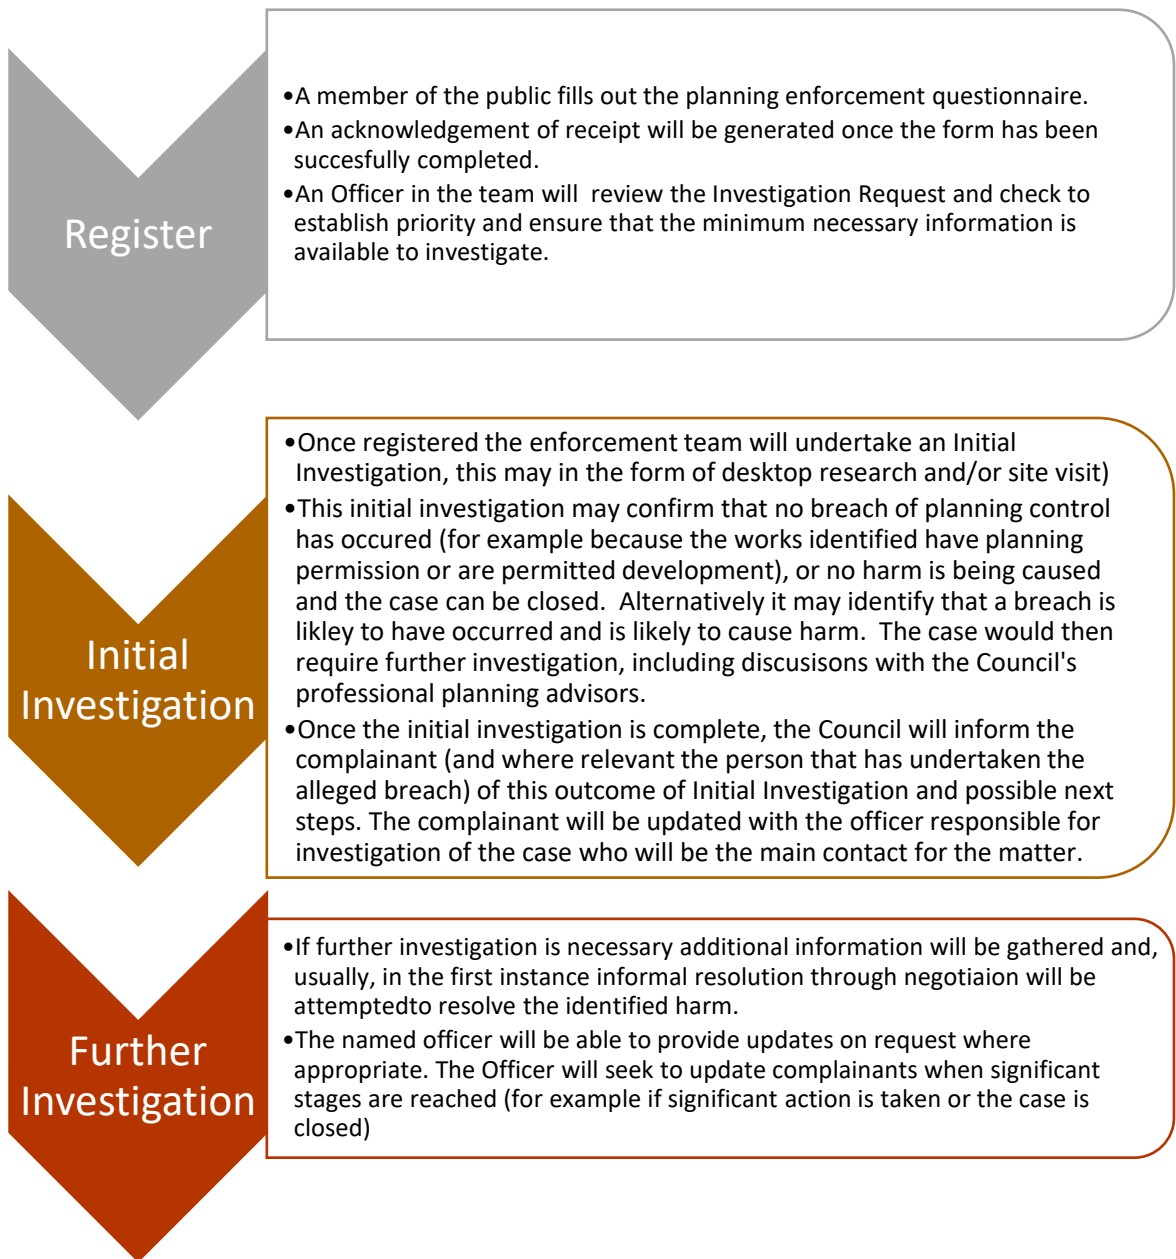 Register
•A member of the public fills out the planning enforcement questionnaire.
•An acknowledgement of receipt will be generated once the form has been
succesfully completed.
•An Officer in the team will  review the Investigation Request and check to
establish priority and ensure that the minimum necessary information is
available to investigate.
Initial
Investigation
•Once registered the enforcement team will undertake an Initial
Investigation, this may in the form of desktop research and/or site visit)
•This initial investigation may confirm that no breach of planning control
has occured (for example because the works identified have planning
permission or are permitted development), or no harm is being caused
and the case can be closed.  Alternatively it may identify that a breach is
likley to have occurred and is likely to cause harm.  The case would then
require further investigation, including discusisons with the Council's
professional planning advisors.
•Once the initial investigation is complete, the Council will inform the
complainant (and where relevant the person that has undertaken the
alleged breach) of this outcome of Initial Investigation and possible next
steps. The complainant will be updated with the officer responsible for
investigation of the case who will be the main contact for the matter.
Further
Investigation
•If further investigation is necessary additional information will be gathered and,
usually, in the first instance informal resolution through negotiaion will be
attemptedto resolve the identified harm.
•The named officer will be able to provide updates on request where
appropriate. The Officer will seek to update complainants when significant
stages are reached (for example if significant action is taken or the case is
closed)